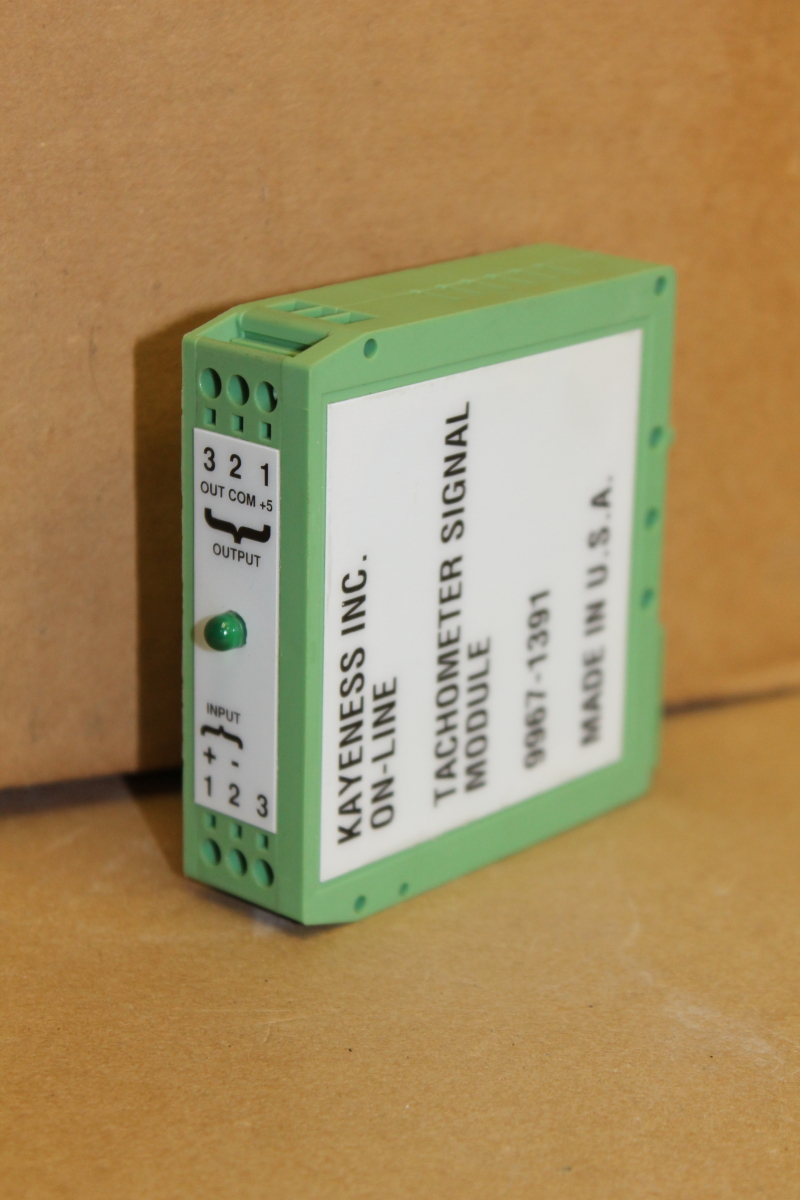 3 2 1
OUT COM +5
OUTPUT
INPUT
+ -
1 2 3
KAYENESS INC.
ON-LINE
TACHOMETER SIGNAL
MODULE
9967-1391
MADE IN U.S.A.